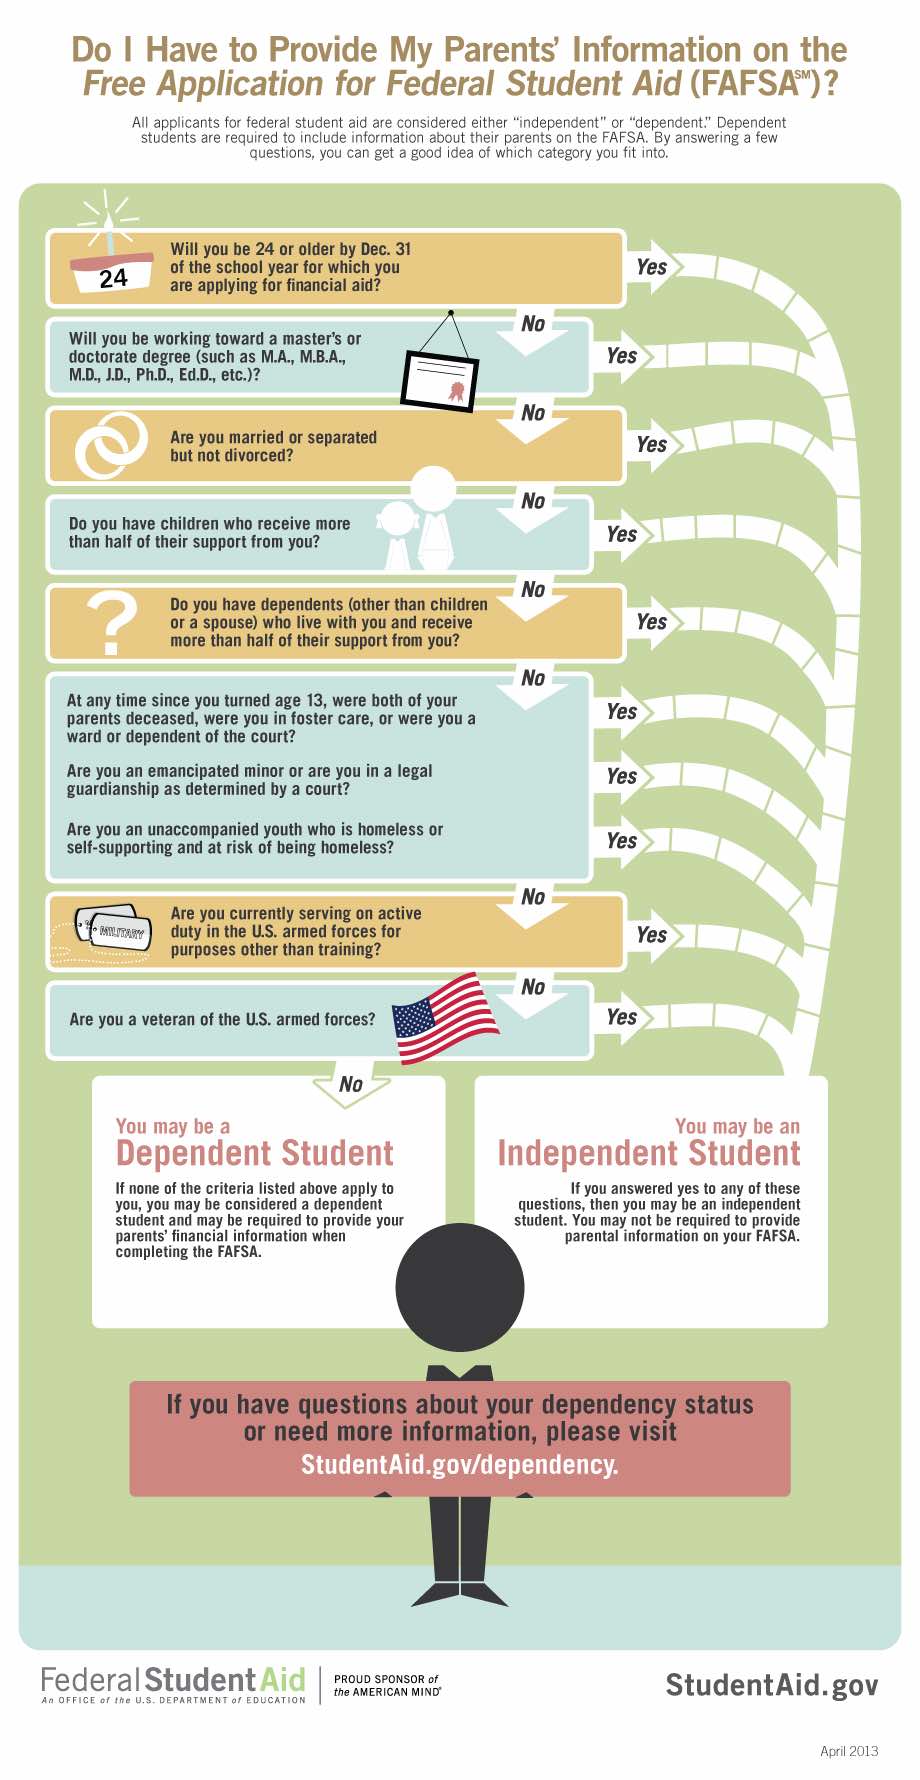 Do I Have to Provide My Parents' Information on the
Free Application for Federal Student Aid (FAFSA℠)?
All applicants for federal student aid are considered either “independent” or “dependent.” Dependent
students are required to include information about their parents on the FAFSA. By answering a few
questions, you can get a good idea of which category you fit into.
24
Will you be 24 or older by Dec. 31
of the school year for which you
are applying for financial aid?
Yes
No
Will you be working toward a master’s or
doctorate degree (such as M.A., M.B.A.,
M.D., J.D., Ph.D., Ed.D., etc.)?
Yes
No
Are you married or separated
but not divorced?
Yes
No
Do you have children who receive more
than half of their support from you?
Yes
No
?
Do you have dependents (other than children
or a spouse) who live with you and receive
more than half of their support from you?
Yes
No
At any time since you turned age 13, were both of your
parents deceased, were you in foster care, or were you a
ward or dependent of the court?
Yes
Are you an emancipated minor or are you in a legal
guardianship as determined by a court?
Yes
Are you an unaccompanied youth who is homeless or
self-supporting and at risk of being homeless?
Yes
No
MILITARY
Are you currently serving on active
duty in the U.S. armed forces for
purposes other than training?
Yes
No
Are you a veteran of the U.S. armed forces?
Yes
No
You may be a
Dependent Student
If none of the criteria listed above apply to
you, you may be considered a dependent
student and may be required to provide your
parents’ financial information when
completing the FAFSA.
You may be an
Independent Student
If you answered yes to any of these
questions, then you may be an independent
student. You may not be required to provide
parental information on your FAFSA.
If you have questions about your dependency status
or need more information, please visit
StudentAid.gov/dependency.
Federal Student Aid
An OFFICE of the U.S. DEPARTMENT of EDUCATION
PROUD SPONSOR of
the AMERICAN MIND®
StudentAid.gov
April 2013